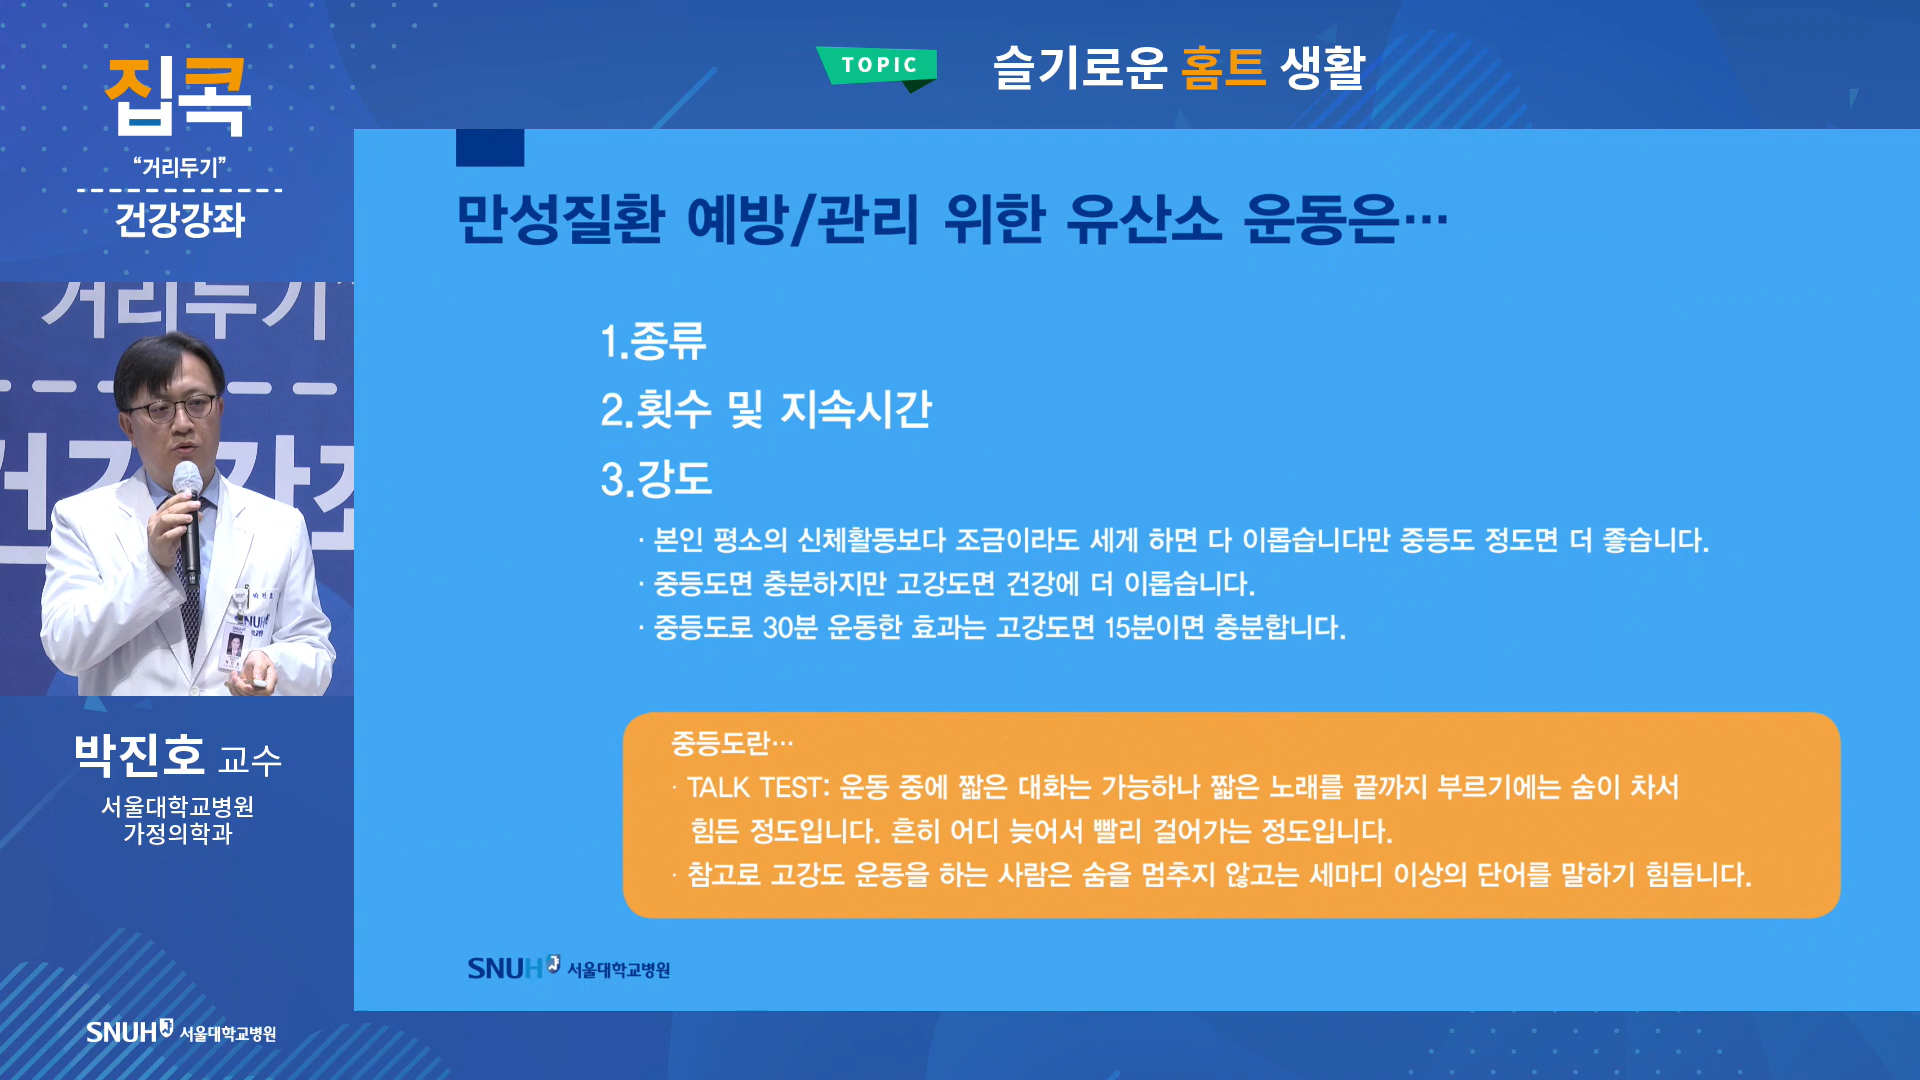 집콕
“거리두기”
건강강좌
TOPIC
슬기로운 홈트 생활
거리두기
박진호 교수
서울대학교병원
가정의학과
SNUH 서울대학교병원
만성질환 예방/관리 위한 유산소 운동은…
1.종류
2.횟수 및 지속시간
3.강도
· 본인 평소의 신체활동보다 조금이라도 세게 하면 다 이롭습니다만 중등도 정도면 더 좋습니다.
· 중등도면 충분하지만 고강도면 건강에 더 이롭습니다.
· 중등도로 30분 운동한 효과는 고강도면 15분이면 충분합니다.
중등도란…
· TALK TEST: 운동 중에 짧은 대화는 가능하나 짧은 노래를 끝까지 부르기에는 숨이 차서
힘든 정도입니다. 흔히 어디 늦어서 빨리 걸어가는 정도입니다.
· 참고로 고강도 운동을 하는 사람은 숨을 멈추지 않고는 세마디 이상의 단어를 말하기 힘듭니다.
SNUH 서울대학교병원